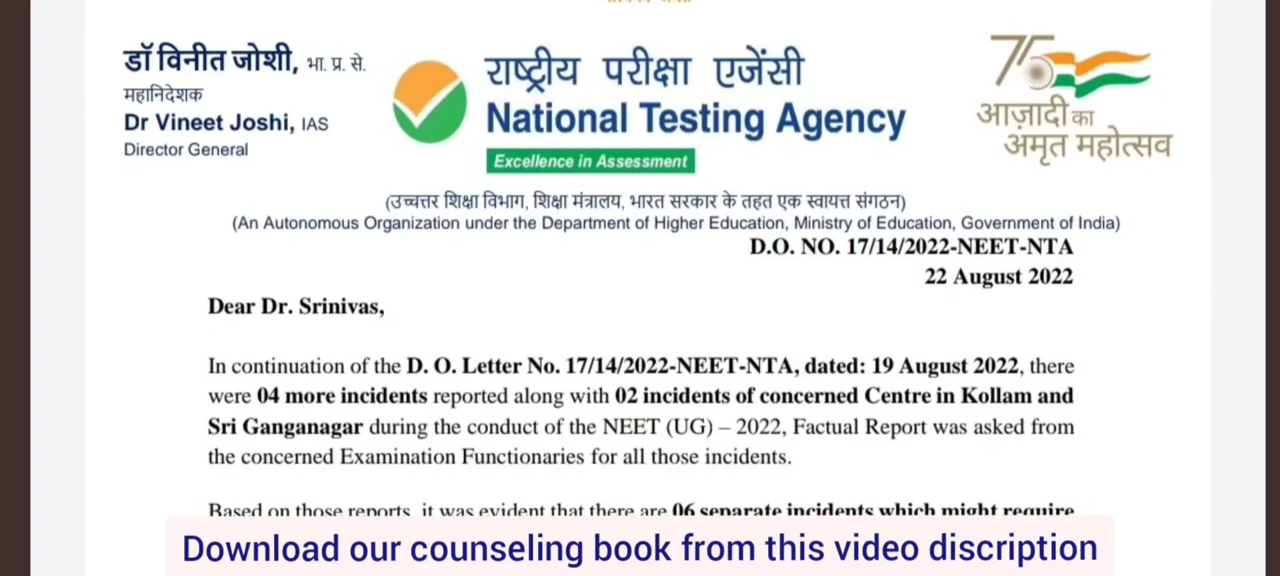 डॉ विनीत जोशी, भा. प्र. से.
महानिदेशक
Dr Vineet Joshi, IAS
Director General
राष्ट्रीय परीक्षा एजेंसी
National Testing Agency
Excellence in Assessment
75
आज़ादी का
अमृत महोत्सव
(उच्चत्तर शिक्षा विभाग, शिक्षा मंत्रालय, भारत सरकार के तहत एक स्वायत्त संगठन)
(An Autonomous Organization under the Department of Higher Education, Ministry of Education, Government of India)
D.O. NO. 17/14/2022-NEET-NTA
22 August 2022
Dear Dr. Srinivas,
In continuation of the D. O. Letter No. 17/14/2022-NEET-NTA, dated: 19 August 2022, there
were 04 more incidents reported along with 02 incidents of concerned Centre in Kollam and
Sri Ganganagar during the conduct of the NEET (UG) – 2022, Factual Report was asked from
the concerned Examination Functionaries for all those incidents.
Based on those reports, it was evident that there are 06 separate incidents which might require
Download our counseling book from this video discription